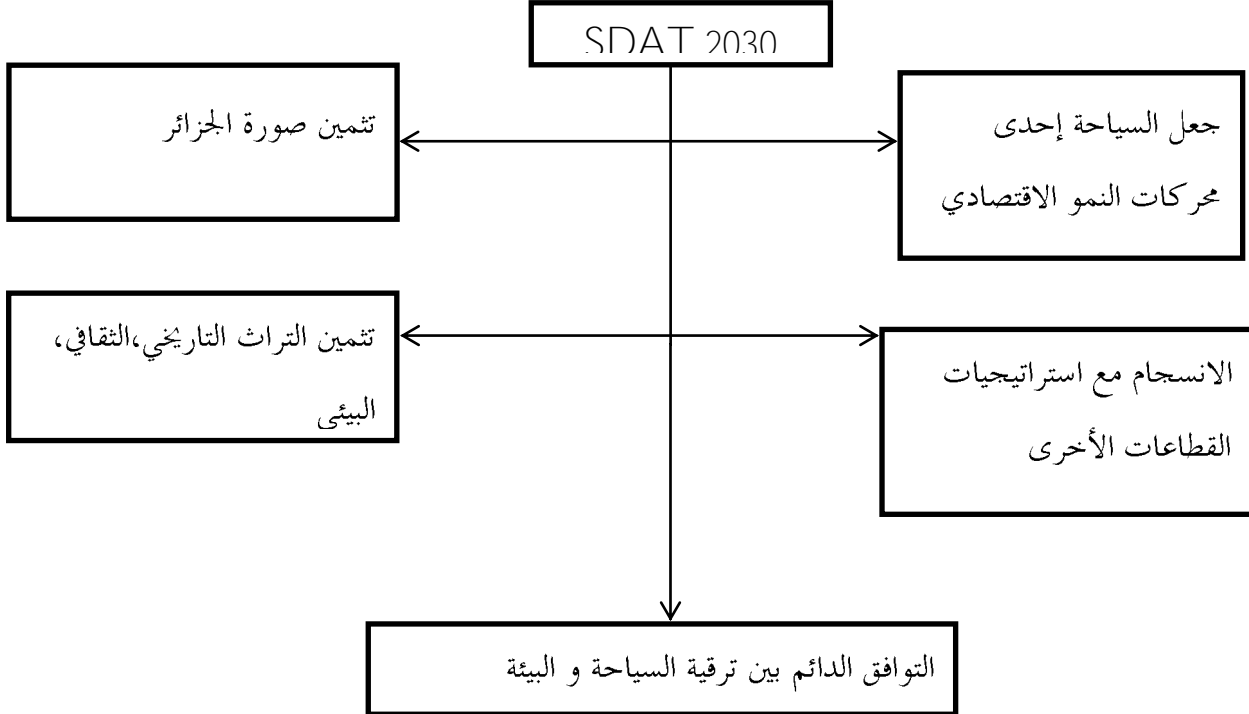 SDAT 2030
جعل السياحة إحدى
محركات النمو الاقتصادي
تثمين صورة الجزائر
الانسجام مع استراتيجيات
القطاعات الأخرى
تثمين التراث التاريخي،الثقافي،
البيئي
التوافق الدائم بين ترقية السياحة و البيئة